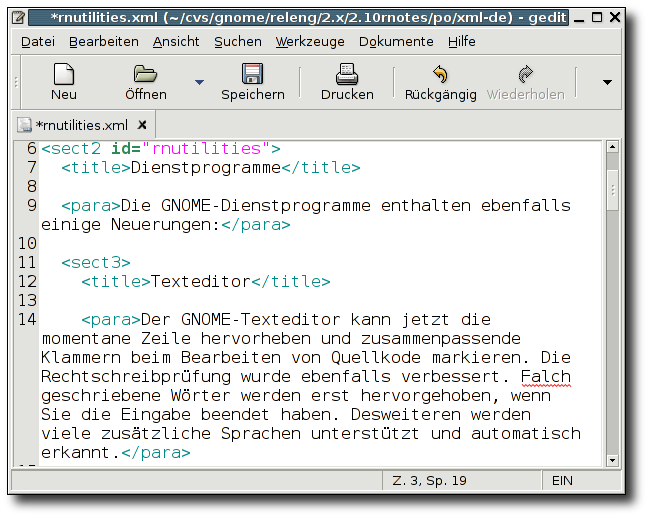 *rnutilities.xml (~/cvs/gnome/releng/2.x/2.10rnotes/po/xml-de) - gedit
Datei Bearbeiten Ansicht Suchen Werkzeuge Dokumente Hilfe
Neu Öffnen Speichern Drucken Rückgängig Wiederholen
*rnutilities.xml
6 <sect2 id="rnutilities">
7 <title>Dienstprogramme</title>
8
9 <para>Die GNOME-Dienstprogramme enthalten ebenfalls
einige Neuerungen:</para>
10
11 <sect3>
12 <title>Texteditor</title>
13
14 <para>Der GNOME-Texteditor kann jetzt die
momentane Zeile hervorheben und zusammenpassende
Klammern beim Bearbeiten von Quellkode markieren. Die
Rechtschreibprüfung wurde ebenfalls verbessert. Falch
geschriebene Wörter werden erst hervorgehoben, wenn
Sie die Eingabe beendet haben. Desweiteren werden
viele zusätzliche Sprachen unterstützt und automatisch
erkannt.</para>
Z. 3, Sp. 19 EIN